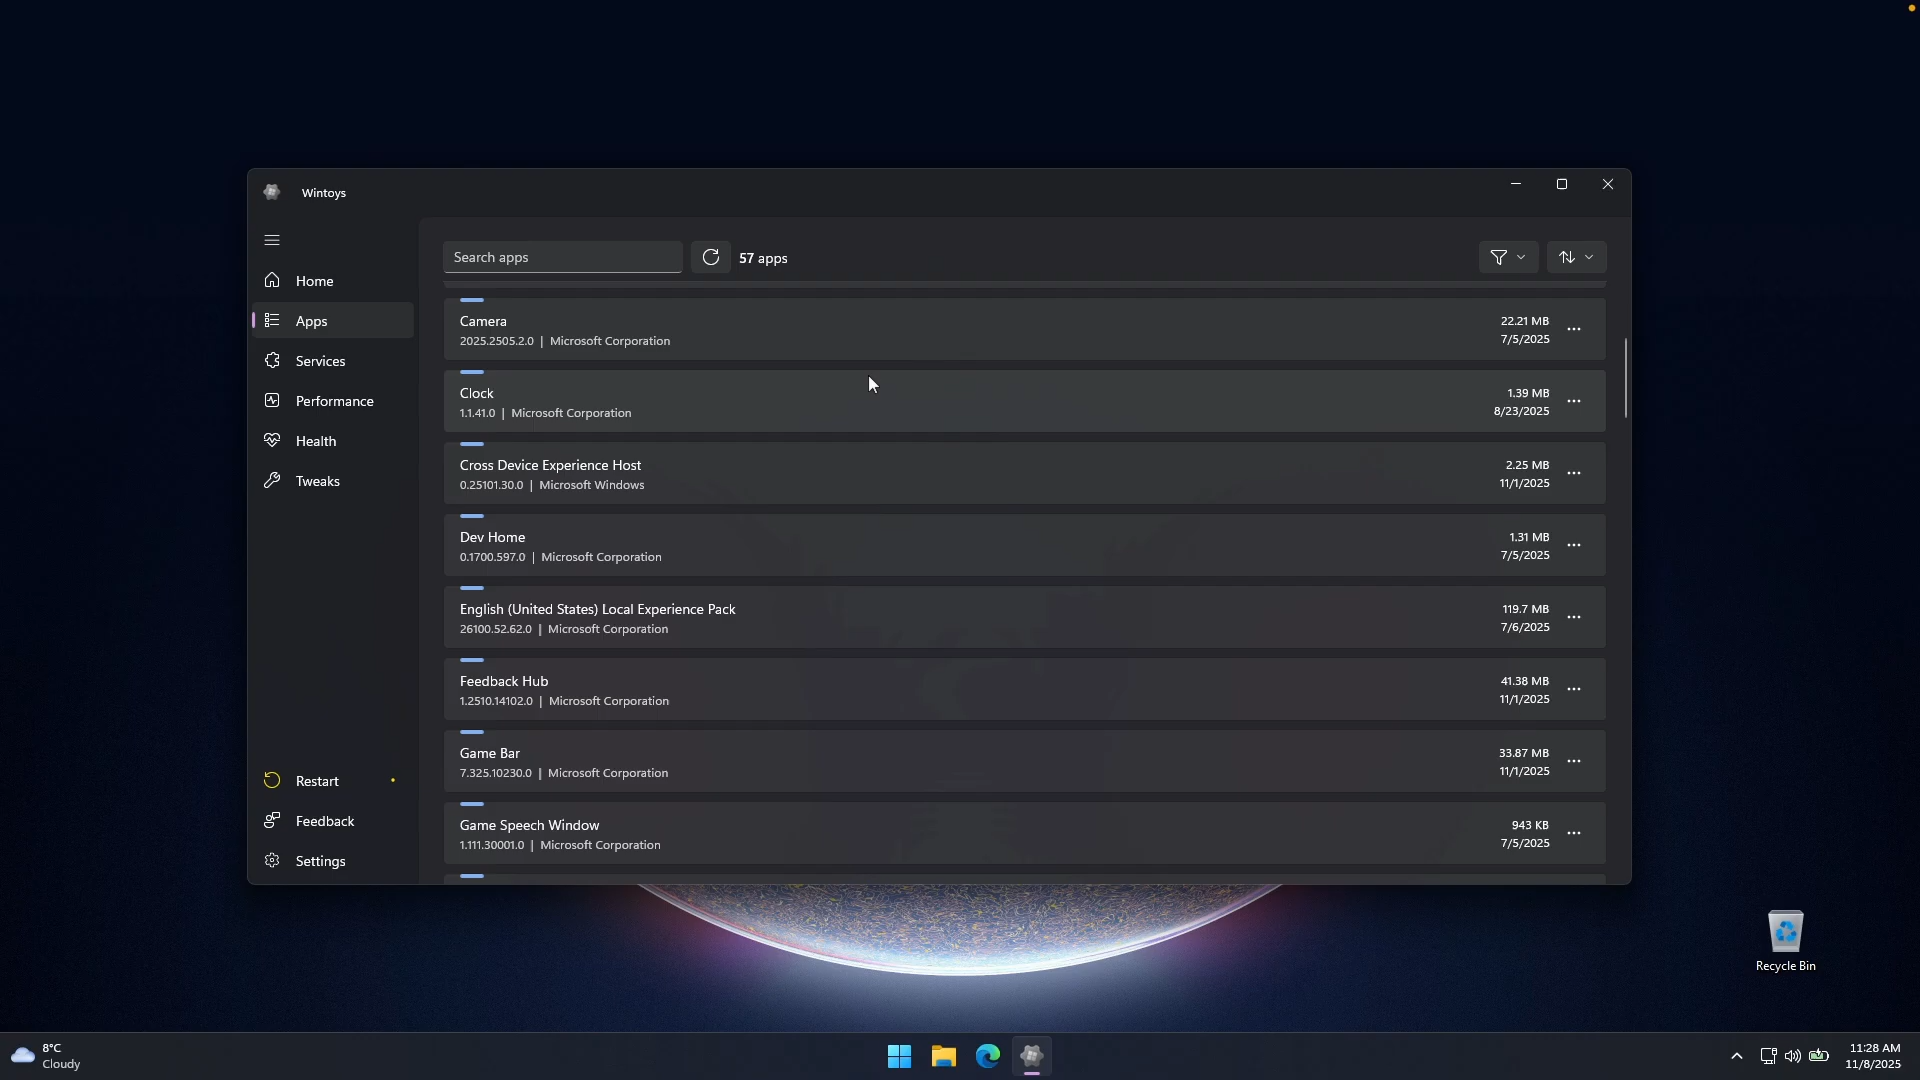 Wintoys
Search apps
57 apps
Home
Apps
Services
Performance
Health
Tweaks
Restart
Feedback
Settings
Camera
2025.2505.2.0 | Microsoft Corporation
22.21 MB
7/5/2025
Clock
1.1.41.0 | Microsoft Corporation
1.39 MB
8/23/2025
Cross Device Experience Host
0.25101.30.0 | Microsoft Windows
2.25 MB
11/1/2025
Dev Home
0.1700.597.0 | Microsoft Corporation
1.31 MB
7/5/2025
English (United States) Local Experience Pack
26100.52.62.0 | Microsoft Corporation
119.7 MB
7/6/2025
Feedback Hub
1.2510.14102.0 | Microsoft Corporation
41.38 MB
11/1/2025
Game Bar
7.325.10230.0 | Microsoft Corporation
33.87 MB
11/1/2025
Game Speech Window
1.111.30001.0 | Microsoft Corporation
943 KB
7/5/2025
Recycle Bin
8°C
Cloudy
11:28 AM
11/8/2025